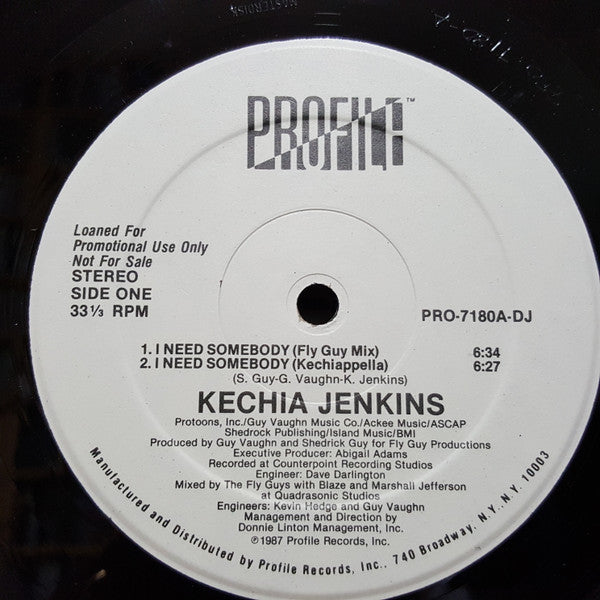 MASTERDISK
PROFILE™
Loaned For
Promotional Use Only
Not For Sale
STEREO
SIDE ONE
33⅓ RPM
PRO-7180A-DJ
1. I NEED SOMEBODY (Fly Guy Mix) 6:34
2. I NEED SOMEBODY (Kechiappella) 6:27
(S. Guy-G. Vaughn-K. Jenkins)
KECHIA JENKINS
Protoons, Inc./Guy Vaughn Music Co./Ackee Music/ASCAP
Shedrock Publishing/Island Music/BMI
Produced by Guy Vaughn and Shedrick Guy for Fly Guy Productions
Executive Producer: Abigail Adams
Recorded at Counterpoint Recording Studios
Engineer: Dave Darlington
Mixed by The Fly Guys with Blaze and Marshall Jefferson
at Quadrasonic Studios
Engineers: Kevin Hedge and Guy Vaughn
Management and Direction by
Donnie Linton Management, Inc.
℗1987 Profile Records, Inc.
Manufactured and Distributed by Profile Records, Inc., 740 Broadway, N.Y., N.Y. 10003